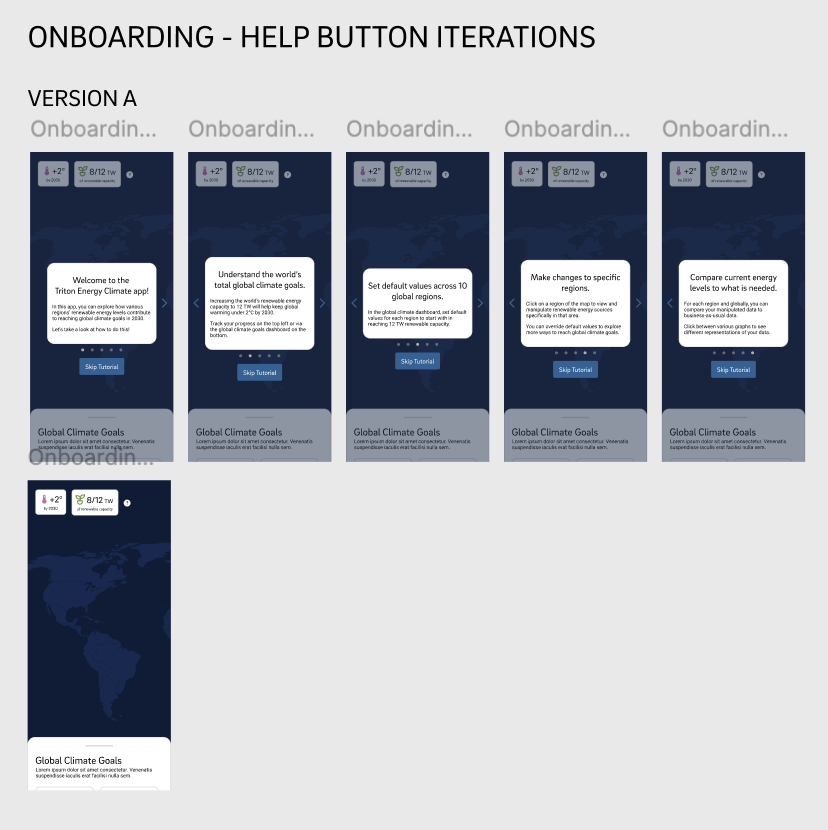 ONBOARDING - HELP BUTTON ITERATIONS
VERSION A
Onboardin...
Onboardin...
Onboardin...
Onboardin...
Onboardin...
+2°
by 2030
8/12 TW
of renewable capacity
?
Welcome to the
Triton Energy Climate app!
In this app, you can explore how various
regions' renewable energy levels contribute
to reaching global climate goals in 2030.
Let's take a look at how to do this!
Skip Tutorial
Global Climate Goals
Lorem ipsum dolor sit amet consectetur. Venenatis
suspendisse iaculis erat facilisi nulla sem.
+2°
by 2030
8/12 TW
of renewable capacity
?
Understand the world's
total global climate goals.
Increasing the world's renewable energy
capacity to 12 TW will help keep global
warming under 2°C by 2030.
Track your progress on the top left or via
the global climate goals dashboard on the
bottom.
Skip Tutorial
Global Climate Goals
Lorem ipsum dolor sit amet consectetur. Venenatis
suspendisse iaculis erat facilisi nulla sem.
+2°
by 2030
8/12 TW
of renewable capacity
?
Set default values across 10
global regions.
In the global climate dashboard, set default
values for each region to start with in
reaching 12 TW renewable capacity.
Skip Tutorial
Global Climate Goals
Lorem ipsum dolor sit amet consectetur. Venenatis
suspendisse iaculis erat facilisi nulla sem.
+2°
by 2030
8/12 TW
of renewable capacity
?
Make changes to specific
regions.
Click on a region of the map to view and
manipulate renewable energy sources
specifically in that area.
You can override default values to explore
more ways to reach global climate goals.
Skip Tutorial
Global Climate Goals
Lorem ipsum dolor sit amet consectetur. Venenatis
suspendisse iaculis erat facilisi nulla sem.
+2°
by 2030
8/12 TW
of renewable capacity
?
Compare current energy
levels to what is needed.
For each region and globally, you can
compare your manipulated data to
business-as-usual data.
Click between various graphs to see
different representations of your data.
Skip Tutorial
Global Climate Goals
Lorem ipsum dolor sit amet consectetur. Venenatis
suspendisse iaculis erat facilisi nulla sem.
Onboardin...
+2°
by 2030
8/12 TW
of renewable capacity
?
Global Climate Goals
Lorem ipsum dolor sit amet consectetur. Venenatis
suspendisse iaculis erat facilisi nulla sem.